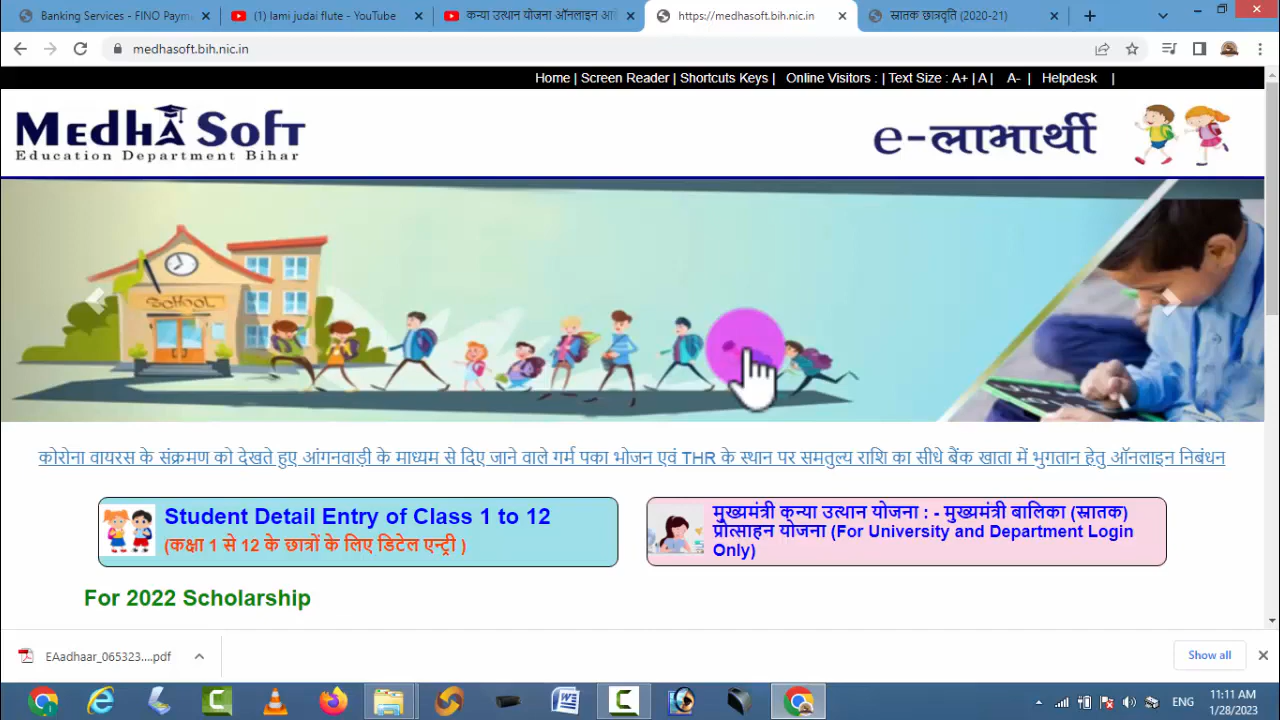 Banking Services - FINO Paym
(1) lami judai flute - YouTube
कन्या उत्थान योजना ऑनलाइन आ
https://medhasoft.bih.nic.in
स्नातक छात्रवृति (2020-21)
medhasoft.bih.nic.in
Home | Screen Reader | Shortcuts Keys | Online Visitors : | Text Size : A+ | A | A- | Helpdesk |
MedhaSoft
Education Department Bihar
e-लाभार्थी
SCHOOL
कोरोना वायरस के संक्रमण को देखते हुए आंगनवाड़ी के माध्यम से दिए जाने वाले गर्म पका भोजन एवं THR के स्थान पर समतुल्य राशि का सीधे बैंक खाता में भुगतान हेतु ऑनलाइन निबंधन
Student Detail Entry of Class 1 to 12
(कक्षा 1 से 12 के छात्रों के लिए डिटेल एन्ट्री )
मुख्यमंत्री कन्या उत्थान योजना : - मुख्यमंत्री बालिका (स्नातक)
प्रोत्साहन योजना (For University and Department Login
Only)
For 2022 Scholarship
EAadhaar_065323....pdf
Show all
ENG
11:11 AM
1/28/2023